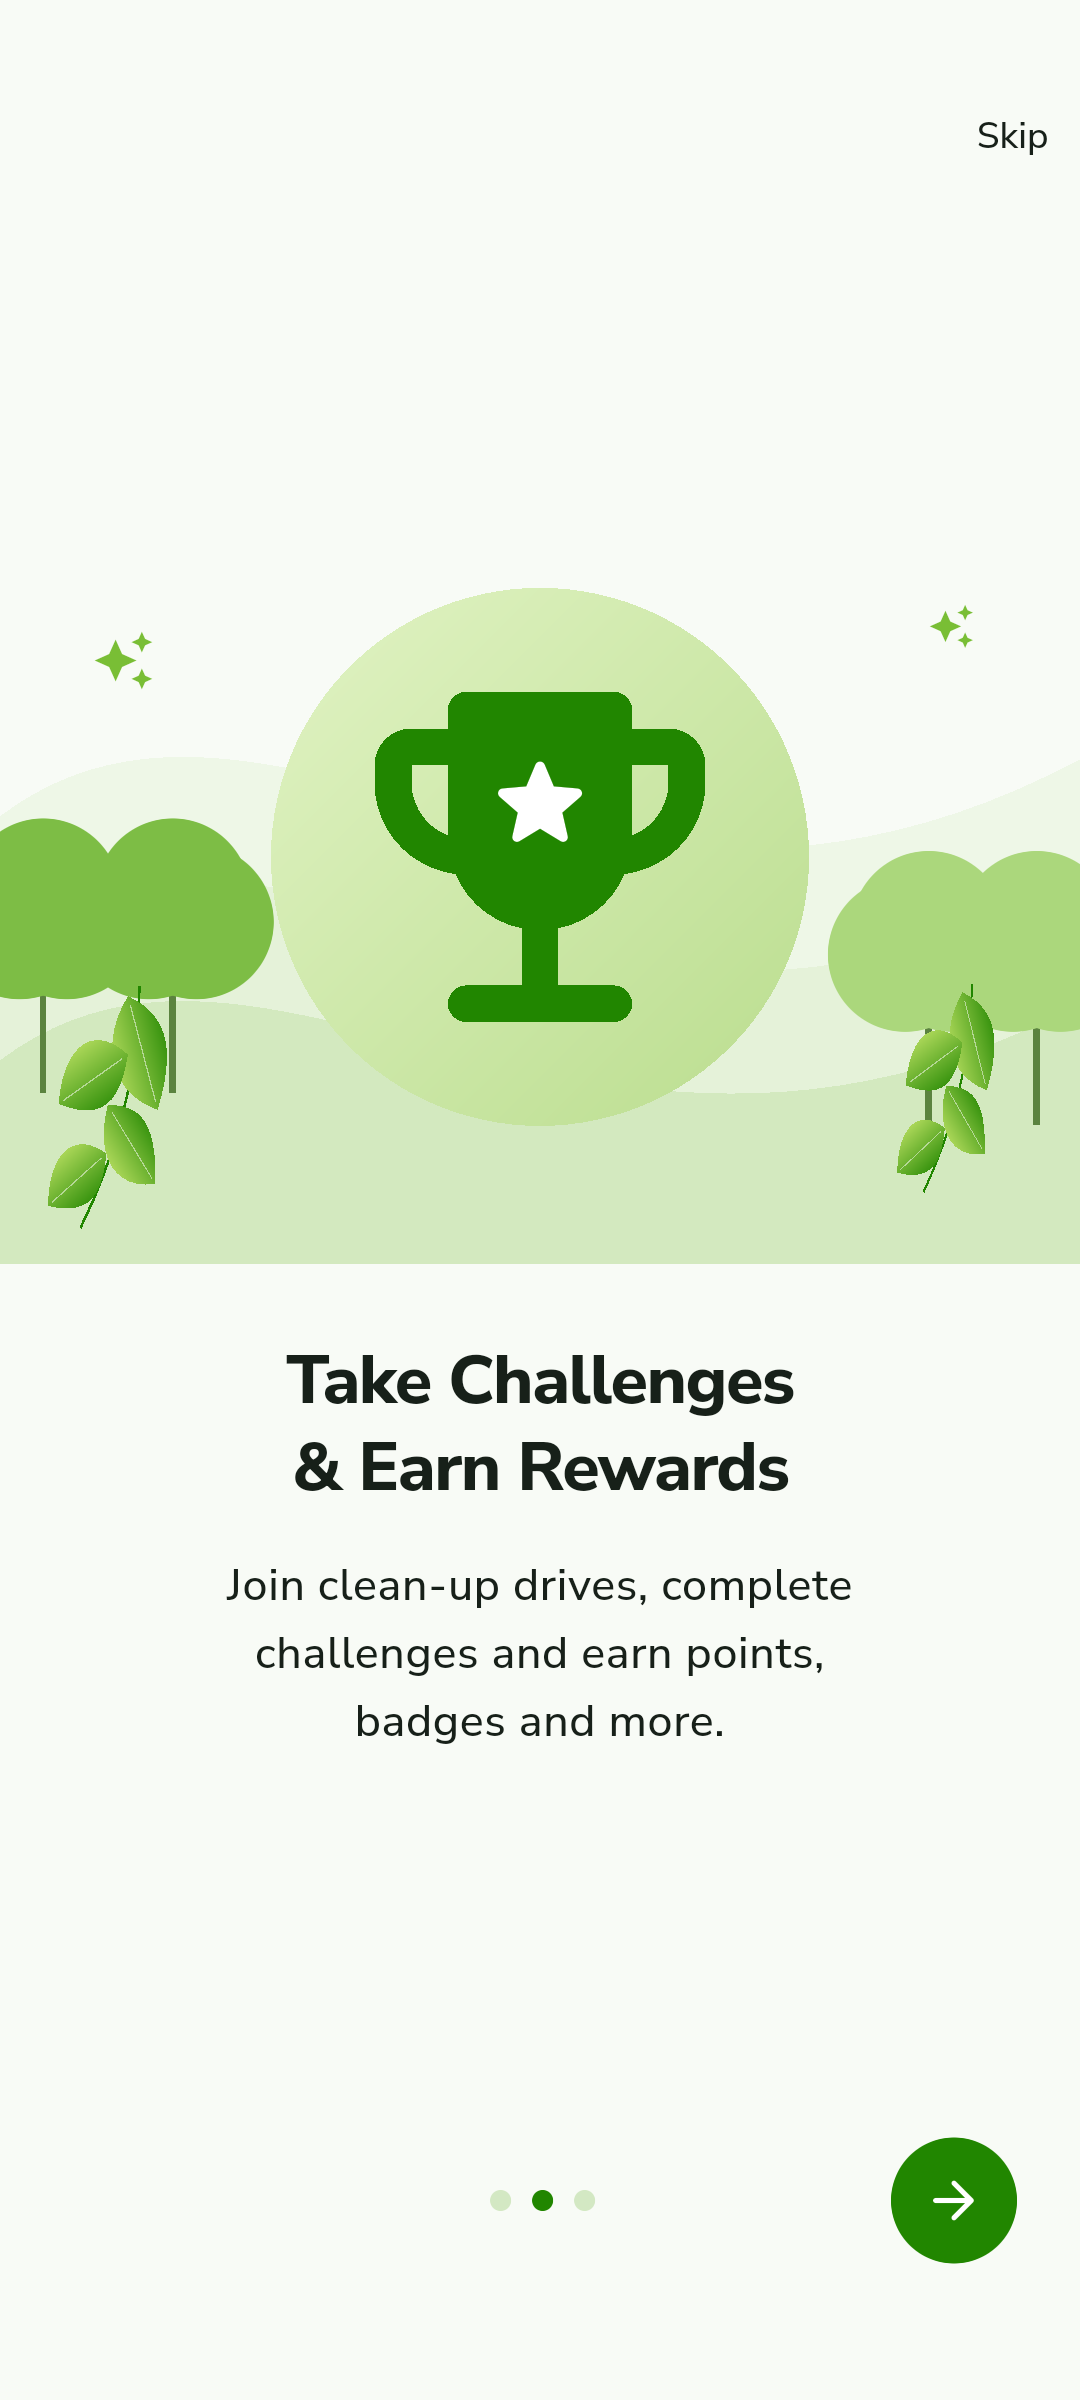 Skip
Take Challenges
& Earn Rewards
Join clean-up drives, complete
challenges and earn points,
badges and more.